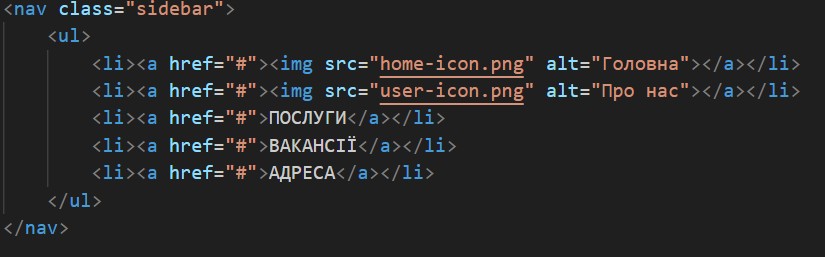 <nav class="sidebar">
<ul>
<li><a href="#"><img src="home-icon.png" alt="Головна"></a></li>
<li><a href="#"><img src="user-icon.png" alt="Про нас"></a></li>
<li><a href="#">ПОСЛУГИ</a></li>
<li><a href="#">ВАКАНСІЇ</a></li>
<li><a href="#">АДРЕСА</a></li>
</ul>
</nav>